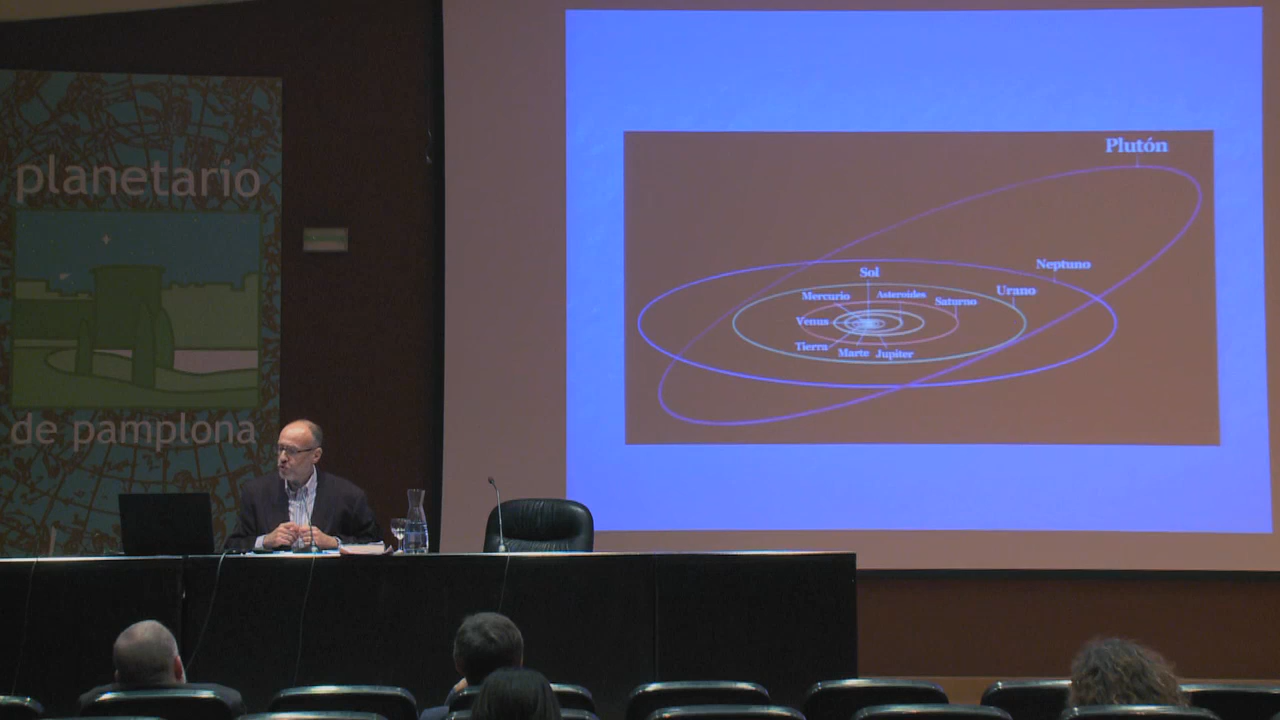 planetario
de pamplona
Plutón
Neptuno
Sol
Urano
Mercurio
Asteroides
Saturno
Venus
Tierra
Marte
Jupiter